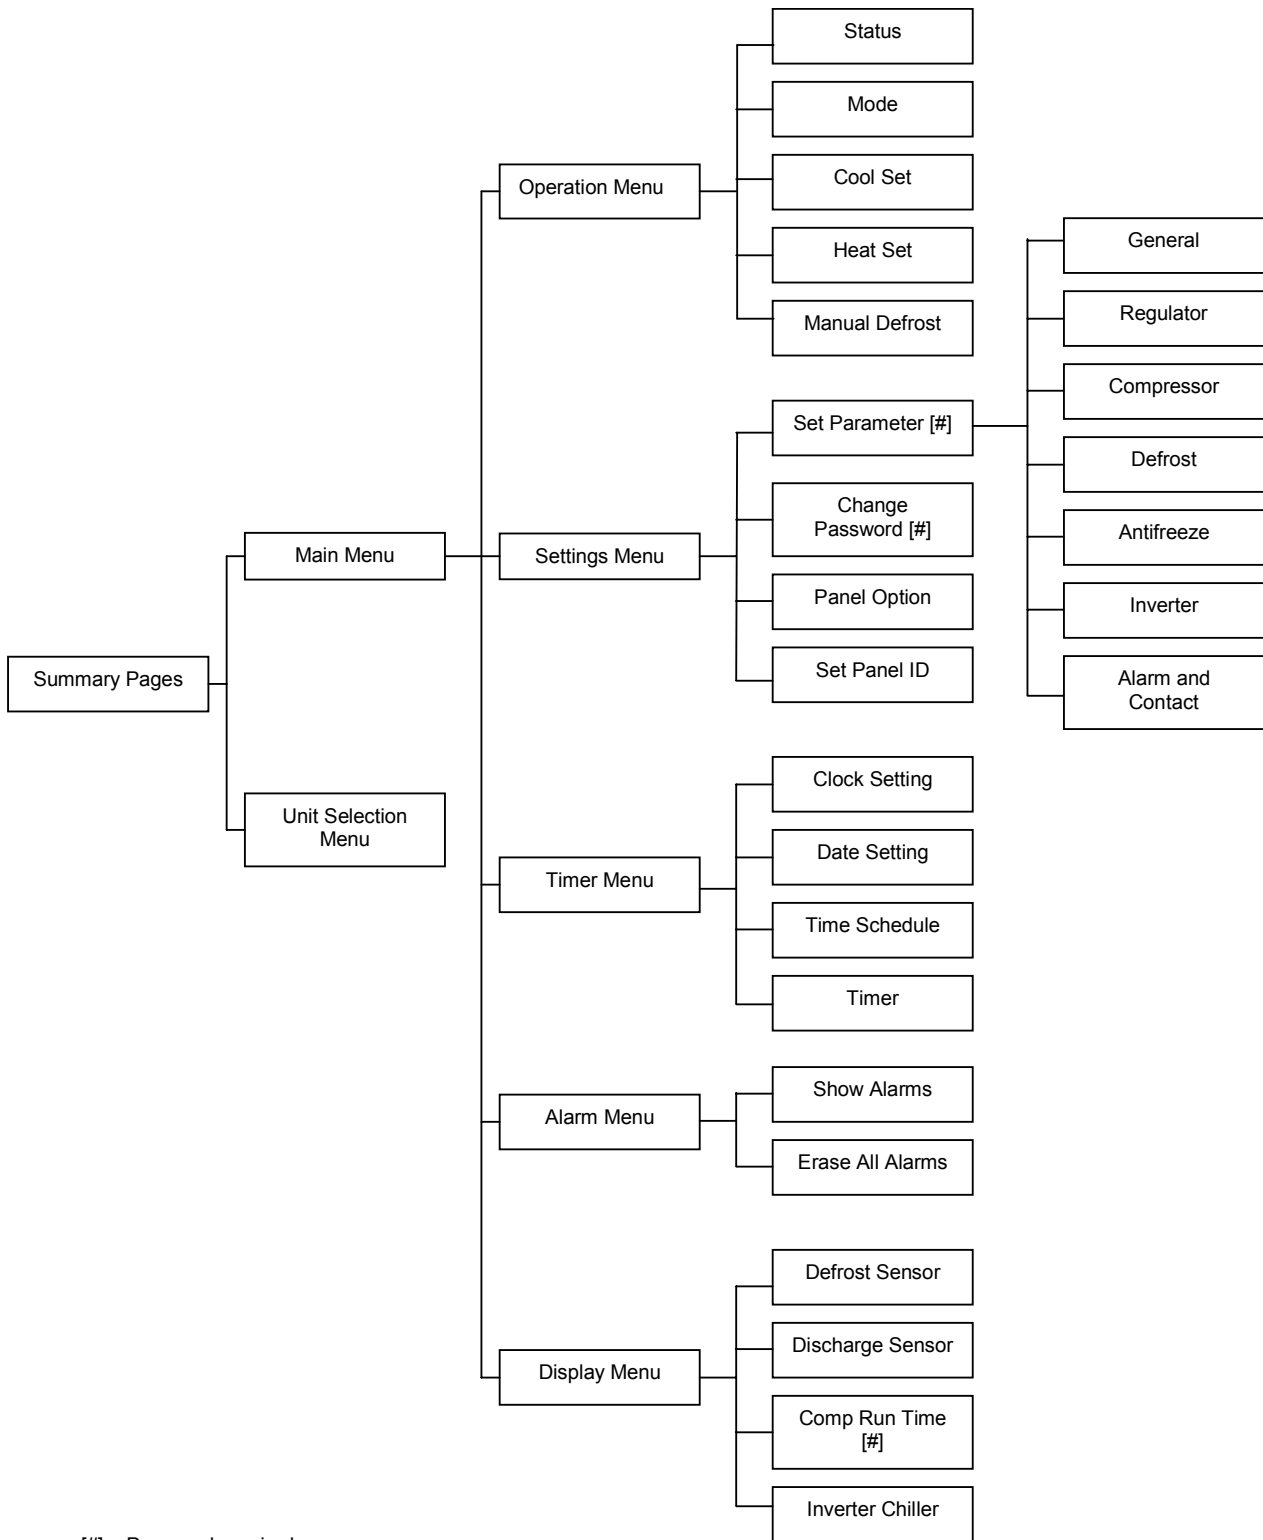 Status
Mode
Operation Menu
Cool Set
General
Heat Set
Regulator
Manual Defrost
Compressor
Set Parameter [#]
Defrost
Change
Password [#]
Antifreeze
Main Menu
Settings Menu
Panel Option
Inverter
Summary Pages
Set Panel ID
Alarm and
Contact
Clock Setting
Unit Selection
Menu
Date Setting
Timer Menu
Time Schedule
Timer
Show Alarms
Alarm Menu
Erase All Alarms
Defrost Sensor
Discharge Sensor
Display Menu
Comp Run Time
[#]
Inverter Chiller